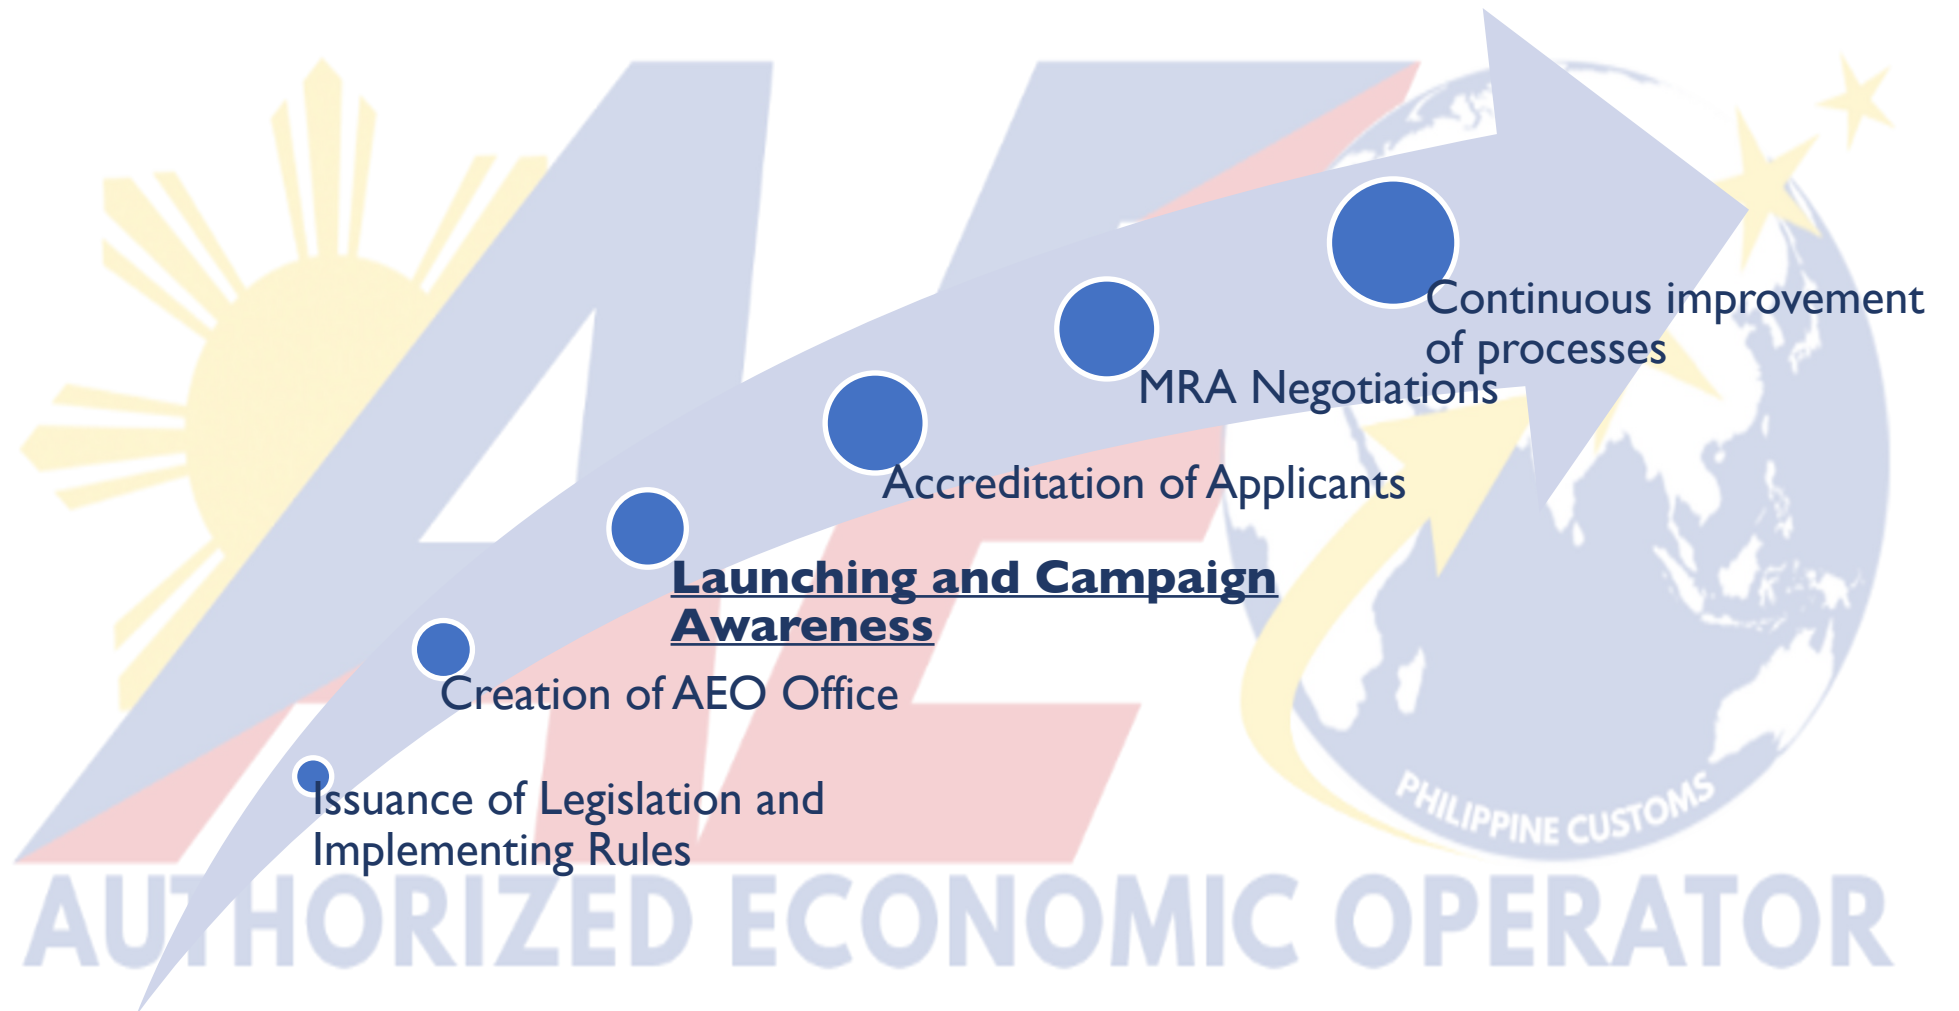 Continuous improvement
of processes
MRA Negotiations
Accreditation of Applicants
Launching and Campaign
Awareness
Creation of AEO Office
Issuance of Legislation and
Implementing Rules
PHILIPPINE CUSTOMS
AEO
AUTHORIZED ECONOMIC OPERATOR